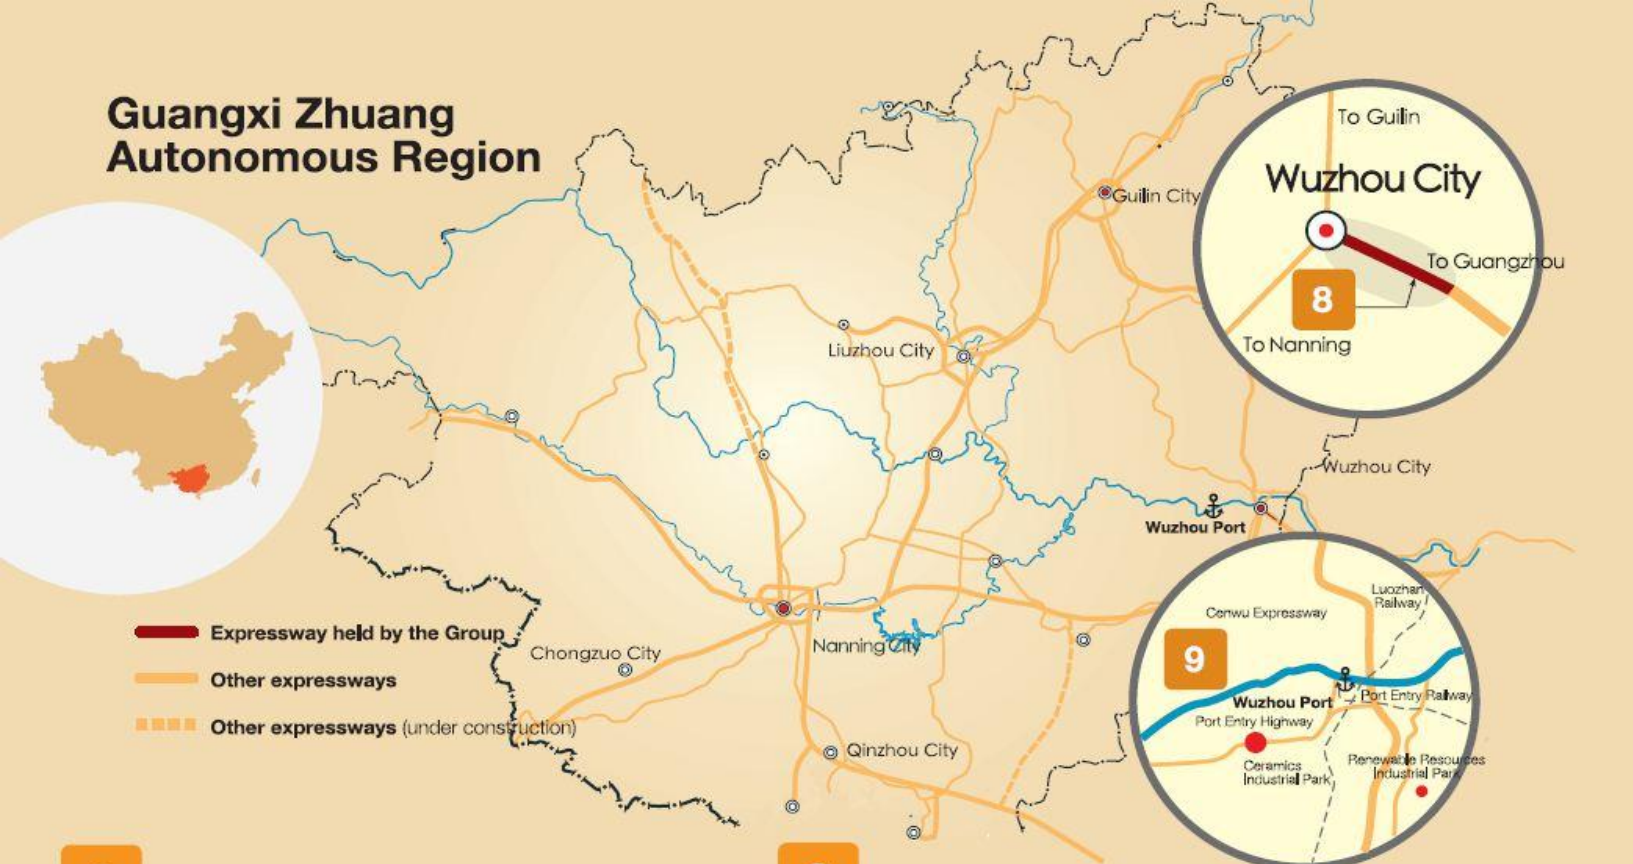 Guangxi Zhuang
Autonomous Region
To Guilin
Wuzhou City
To Guangzhou
8
To Nanning
Guilin City
Liuzhou City
Wuzhou City
Wuzhou Port
Expressway held by the Group
Other expressways
Other expressways (under construction)
Chongzuo City
Nanning City
Qinzhou City
Luozhan
Railway
Cenwu Expressway
9
Wuzhou Port
Port Entry Railway
Port Entry Highway
Ceramics
Industrial Park
Renewable Resources
Industrial Park